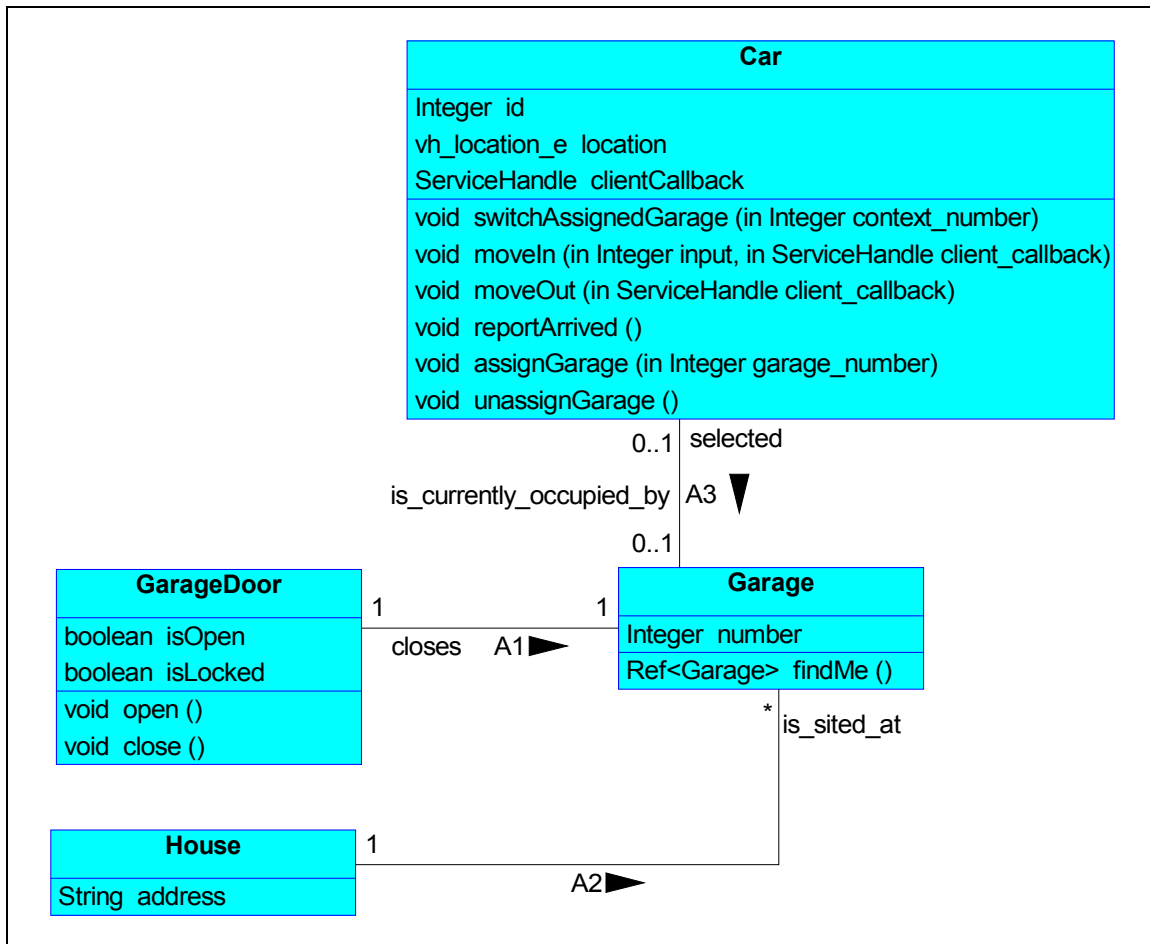 Car
Integer id
vh_location_e location
ServiceHandle clientCallback
void switchAssignedGarage (in Integer context_number)
void moveIn (in Integer input, in ServiceHandle client_callback)
void moveOut (in ServiceHandle client_callback)
void reportArrived ()
void assignGarage (in Integer garage_number)
void unassignGarage ()
0..1 selected
is_currently_occupied_by A3
0..1
GarageDoor
boolean isOpen
boolean isLocked
void open ()
void close ()
1 1
closes A1
Garage
Integer number
Ref<Garage> findMe ()
*
is_sited_at
House
String address
1
A2